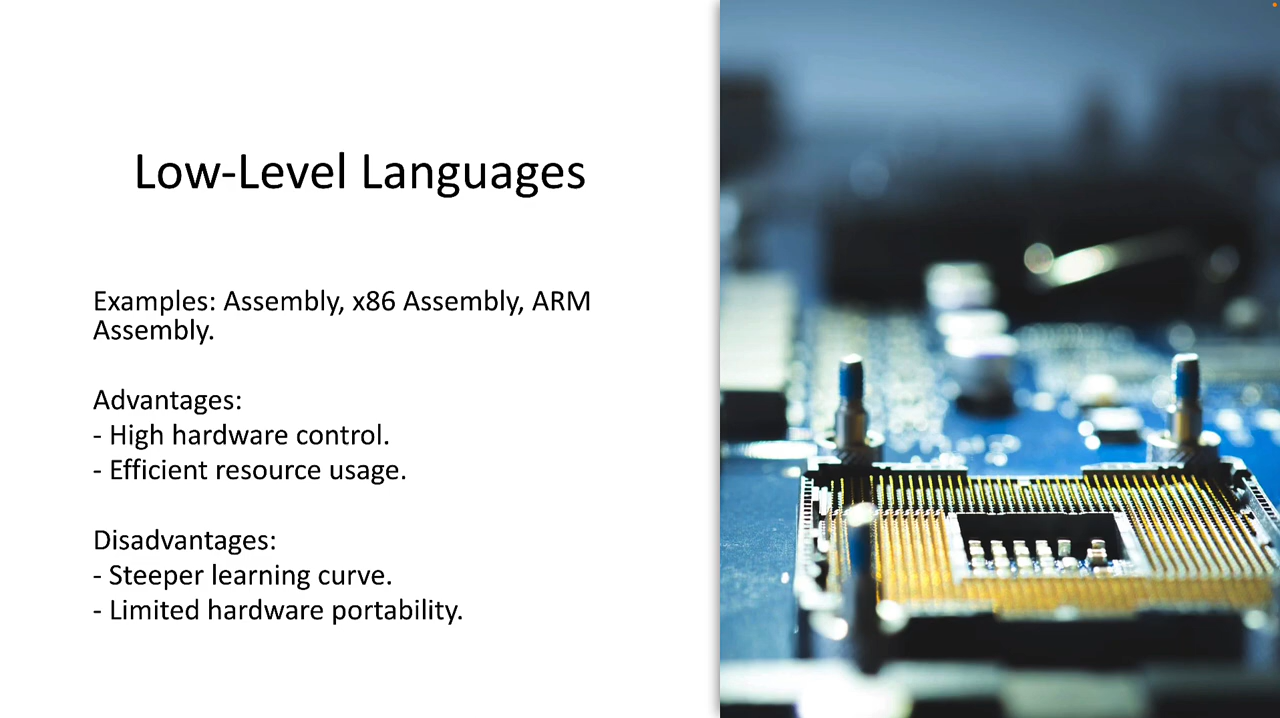 Low-Level Languages
Examples: Assembly, x86 Assembly, ARM
Assembly.
Advantages:
- High hardware control.
- Efficient resource usage.
Disadvantages:
- Steeper learning curve.
- Limited hardware portability.